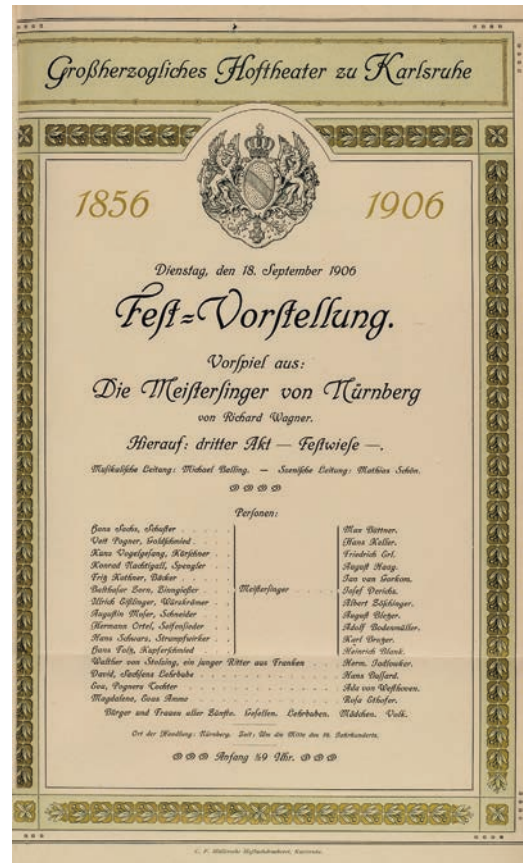 Großherzogliches Hoftheater zu Karlsruhe
1856 1906
Dienstag, den 18. September 1906
Fest=Vorstellung.
Vorspiel aus:
Die Meistersinger von Nürnberg
von Richard Wagner.
Hierauf: dritter Akt — Festwiese —.
Musikalische Leitung: Michael Balling. — Scenische Leitung: Mathias Schön.
Personen:
Hans Sachs, Schuster . . . . Max Büttner.
Veit Pogner, Goldschmied . . . Hans Keller.
Kunz Vogelgesang, Kürschner . . Friedrich Erl.
Konrad Nachtigall, Spengler . . August Haag.
Fritz Kothner, Bäcker . . . . Jan van Gorkom.
Balthasar Zorn, Zinngießer . . Meistersinger . . Josef Derichs.
Ulrich Eißlinger, Würzkrämer . . Albert
Augustin Moser, Schneider . . August
Hermann Ortel, Seifensieder . . Adolf Bodenmüller.
Hans Schwarz, Strumpfwirker . . Karl
Hans Foltz, Kupferschmied . . Heinrich Blank.
Walther von Stolzing, ein junger Ritter aus Franken . . . . Herm. Jadlowker.
David, Sachsens Lehrbube . . . . Hans Bussard.
Eva, Pogners Tochter . . . . Ada von Westhoven.
Magdalene, Evas Amme . . . . Rosa Ethofer.
Bürger und Frauen aller Zünfte. Gesellen. Lehrbuben. Mädchen. Volk.
Ort der Handlung: Nürnberg. Zeit: Um die Mitte des 16. Jahrhunderts.
Anfang ½9 Uhr.
C. F. Müllersche Hofbuchdruckerei, Karlsruhe.